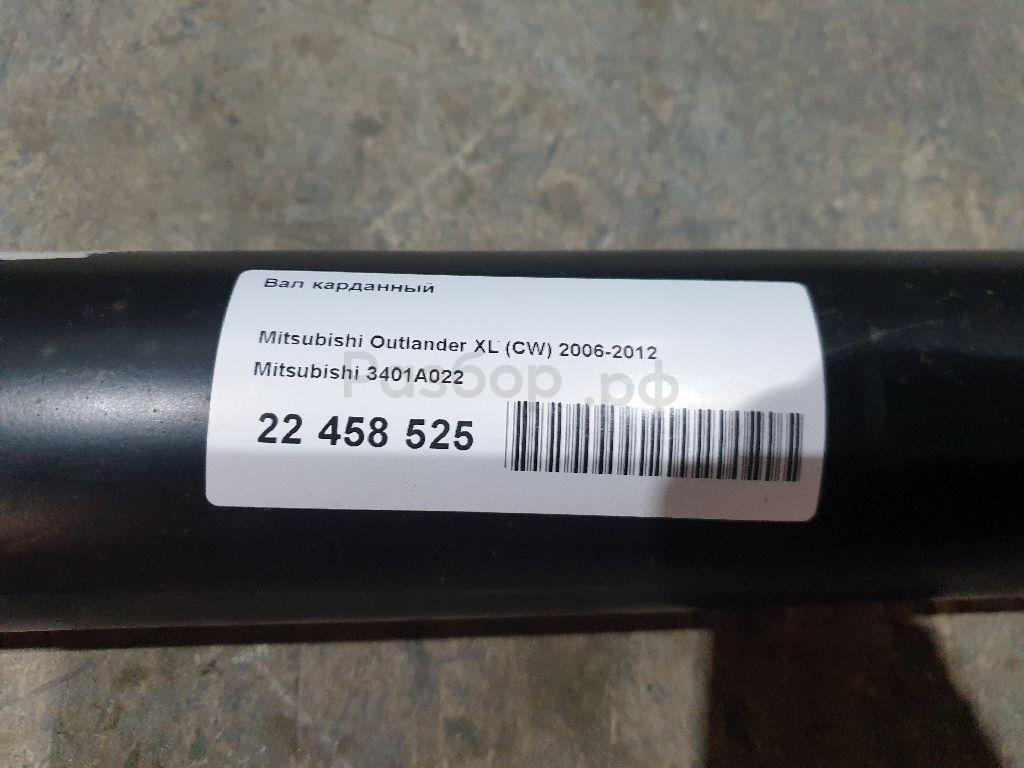 Вал карданный
Mitsubishi Outlander XL (CW) 2006-2012
Mitsubishi 3401A022
Разбор.рф
22 458 525